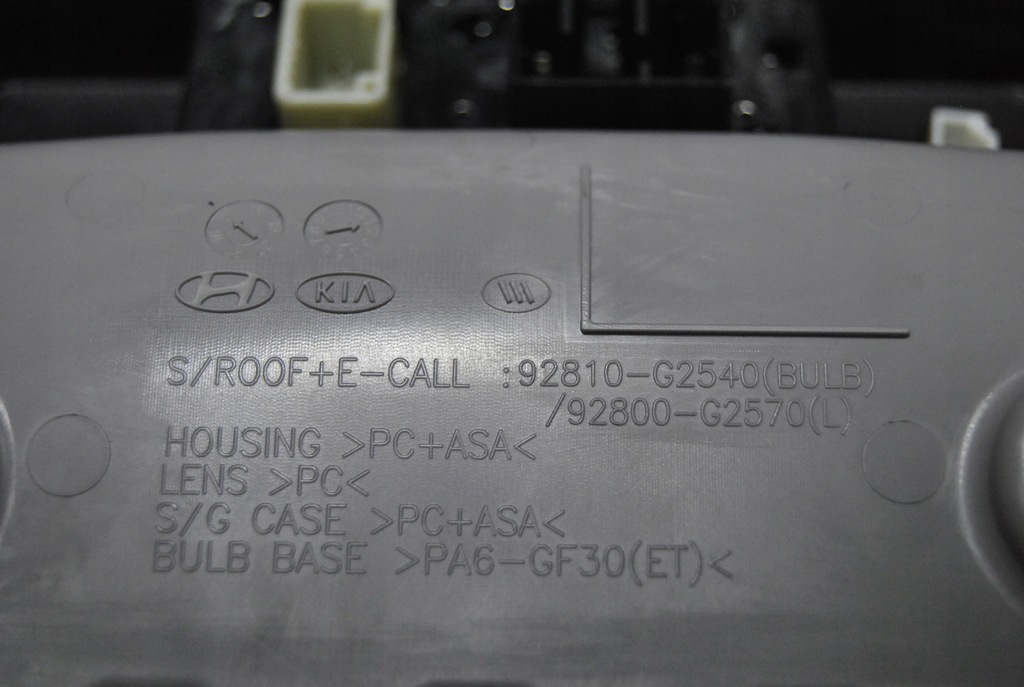 KIA
S/ROOF+E-CALL :92810-G2540(BULB)
/92800-G2570(L)
HOUSING >PC+ASA<
LENS >PC<
S/G CASE >PC+ASA<
BULB BASE >PA6-GF30(ET)<